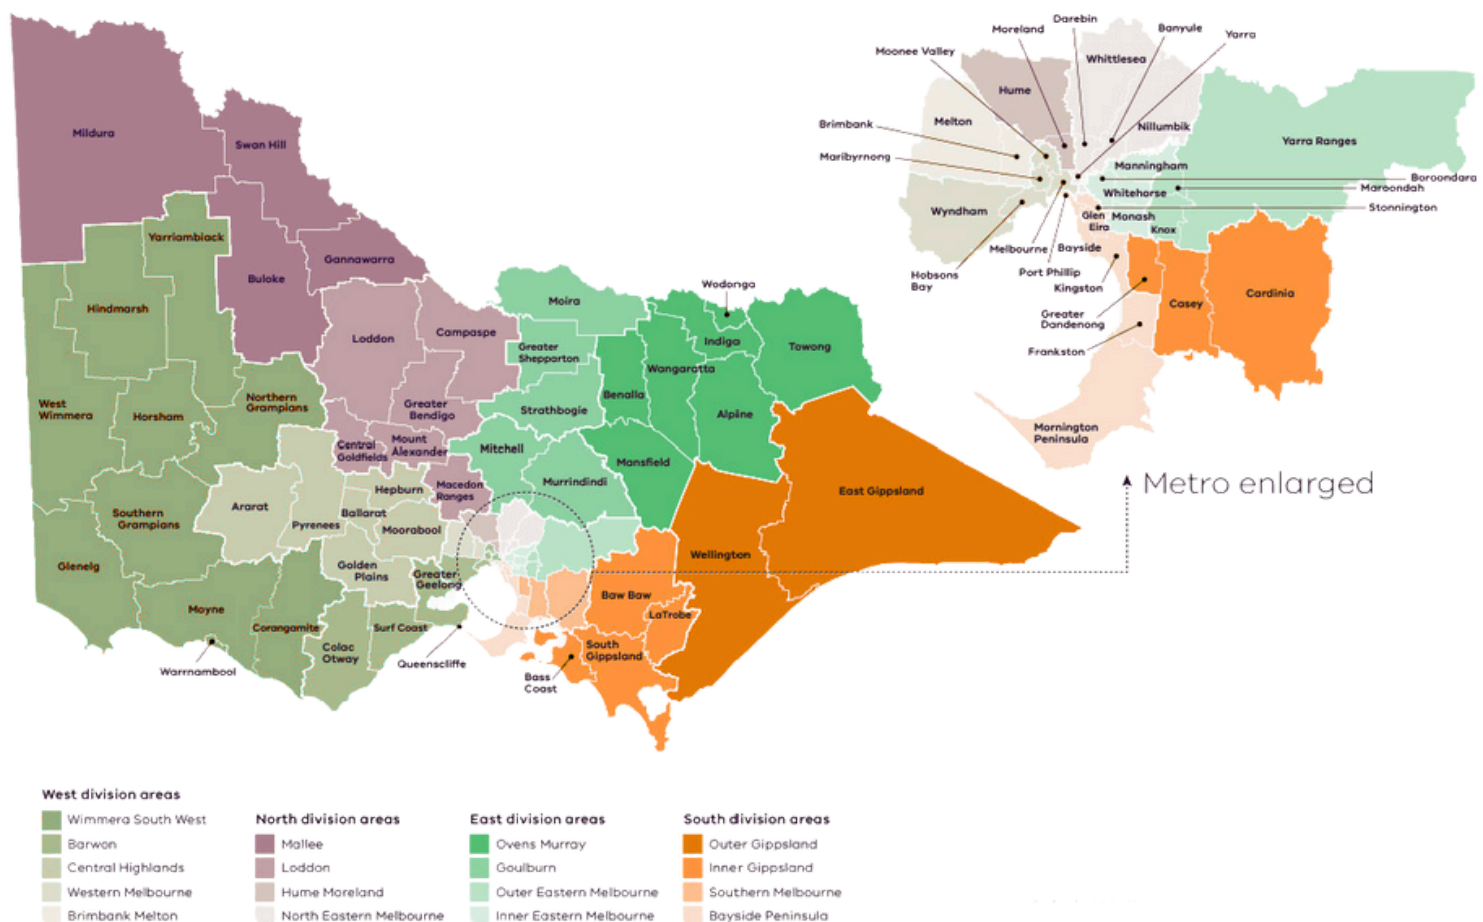 Mildura
Swan Hill
Yarriambiack
Gannawarra
Buloke
Hindmarsh
Loddon
Campaspe
Moira
Wodonga
Greater
Shepparton
Indiga
Towong
Wangaratta
Benalla
West
Wimmera
Horsham
Northern
Grampians
Greater
Bendigo
Strathbogie
Alpine
Central
Goldfields
Mount
Alexander
Mitchell
Mansfield
Murrindindi
Macedon
Ranges
Hepburn
Ararat
Pyrenees
Ballarat
Moorabool
Southern
Grampians
East Gippsland
Wellington
Glenelg
Golden
Plains
Greater
Geelong
Baw Baw
LaTrobe
Moyne
Corangamite
Surf Coast
Colac
Otway
South
Gippsland
Warrnambool
Queenscliffe
Bass
Coast
Darebin
Moreland
Banyule
Yarra
Moonee Valley
Whittlesea
Hume
Melton
Brimbank
Nillumbik
Yarra Ranges
Maribyrnong
Manningham
Boroondara
Whitehorse
Maroondah
Stonnington
Wyndham
Glen
Eira
Monash
Knox
Melbourne
Bayside
Hobsons
Bay
Port Phillip
Kingston
Casey
Cardinia
Greater
Dandenong
Frankston
Mornington
Peninsula
Metro enlarged
West division areas
Wimmera South West
Barwon
Central Highlands
Western Melbourne
Brimbank Melton
North division areas
Mallee
Loddon
Hume Moreland
North Eastern Melbourne
East division areas
Ovens Murray
Goulburn
Outer Eastern Melbourne
Inner Eastern Melbourne
South division areas
Outer Gippsland
Inner Gippsland
Southern Melbourne
Bayside Peninsula